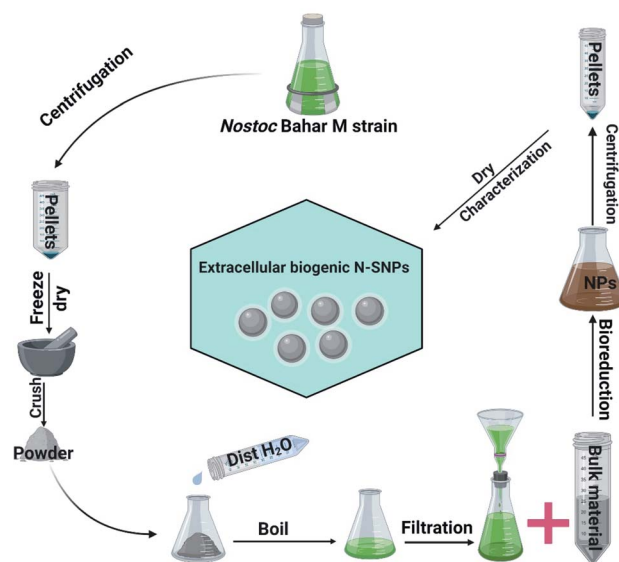 Nostoc Bahar M strain
Centrifugation
Pellets
Freeze
dry
Crush
Powder
Dist H₂O
Boil
Filtration
Bulk material
Bioreduction
NPs
Centrifugation
Pellets
Dry
Characterization
Extracellular biogenic N-SNPs